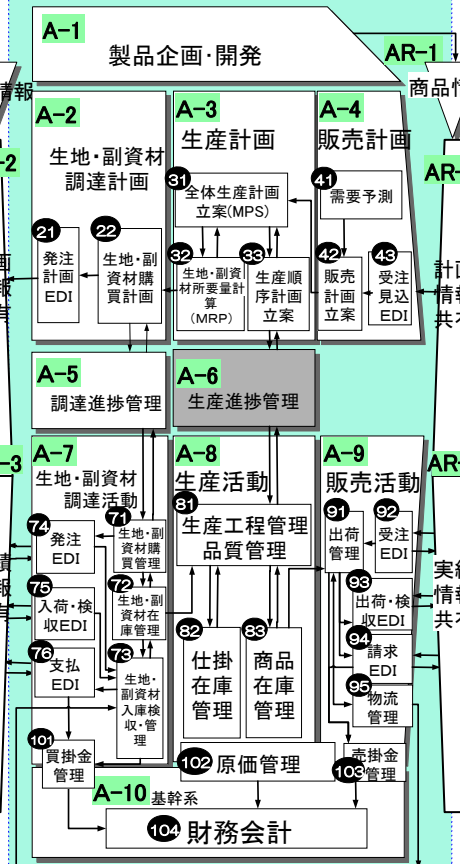 A-1
製品企画・開発
AR-1
情報
商品情
A-2
生地・副資材
調達計画
A-3
生産計画
A-4
販売計画
-2
AR-
31
全体生産計画
立案(MPS)
41
需要予測
21
発注
計画
EDI
22
生地・副
資材購
買計画
32
生地・副資
材所要量計
算
(MRP)
33
生産順
序計画
立案
42
販売
計画
立案
43
受注
見込
EDI
画
報
有
計画
情報
共有
A-5
調達進捗管理
A-6
生産進捗管理
A-7
生地・副資材
調達活動
A-8
生産活動
A-9
販売活動
-3
AR-
74
発注
EDI
71
生地・副
資材購
買管理
81
生産工程管理
品質管理
91
出荷
管理
92
受注
EDI
75
入荷・検
収EDI
72
生地・副
資材在
庫管理
93
出荷・検
収EDI
績
報
有
実績
情報
共有
76
支払
EDI
73
生地・
副資材
入庫検
収・管
理
82
仕掛
在庫
管理
83
商品
在庫
管理
94
請求
EDI
95
物流
管理
101
買掛金
管理
102
原価管理
103
売掛金
管理
A-10
基幹系
104
財務会計